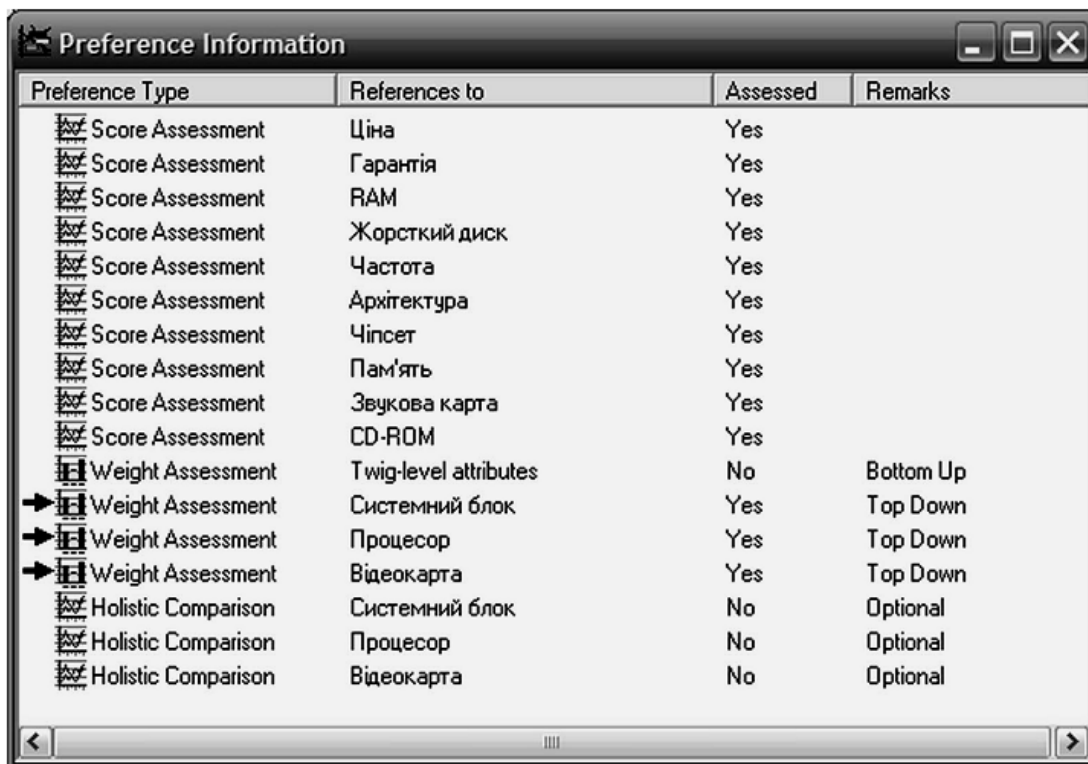 Preference Information
Preference Type References to Assessed Remarks
Score Assessment Ціна Yes
Score Assessment Гарантія Yes
Score Assessment RAM Yes
Score Assessment Жорсткий диск Yes
Score Assessment Частота Yes
Score Assessment Архітектура Yes
Score Assessment Чіпсет Yes
Score Assessment Пам'ять Yes
Score Assessment Звукова карта Yes
Score Assessment CD-ROM Yes
Weight Assessment Twig-level attributes No Bottom Up
Weight Assessment Системний блок Yes Top Down
Weight Assessment Процесор Yes Top Down
Weight Assessment Відеокарта Yes Top Down
Holistic Comparison Системний блок No Optional
Holistic Comparison Процесор No Optional
Holistic Comparison Відеокарта No Optional